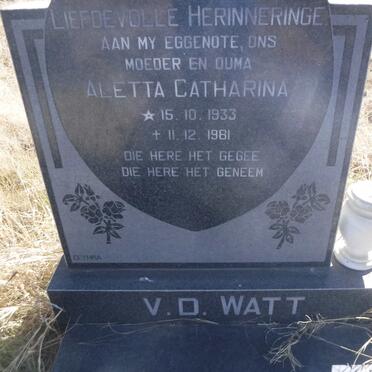 LIEFDEVOLLE HERINNERINGE
AAN MY EGGENOTE, ONS
MOEDER EN OUMA
ALETTA CATHARINA
☆ 15. 10. 1933
+ 11. 12. 1981
DIE HERE HET GEGEE
DIE HERE HET GENEEM
V.D. WATT